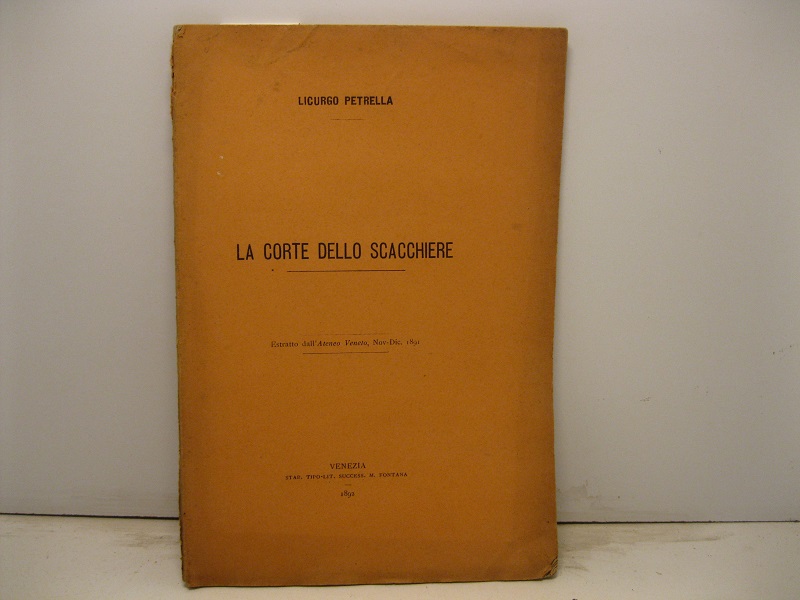 LICURGO PETRELLA
LA CORTE DELLO SCACCHIERE
Estratto dall'Ateneo Veneto, Nov-Dic. 1891
VENEZIA
STAB. TIPO-LIT. SUCCESS. M. FONTANA
1892